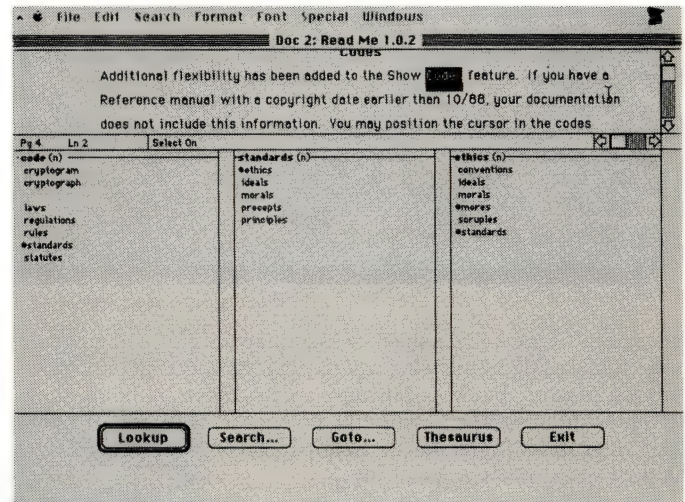 File Edit Search Format Font Special Windows
Doc 2: Read Me 1.0.2
Codes
Additional flexibility has been added to the Show Codes feature. If you have a
Reference manual with a copyright date earlier than 10/88, your documentation
does not include this information. You may position the cursor in the codes
Pg 4 Ln 2 Select On
code (n)
cryptogram
cryptograph
laws
regulations
rules
•standards
statutes
standards (n)
•ethics
ideals
morals
precepts
principles
ethics (n)
conventions
ideals
morals
•mores
scruples
•standards
Lookup Search... Goto... Thesaurus Exit